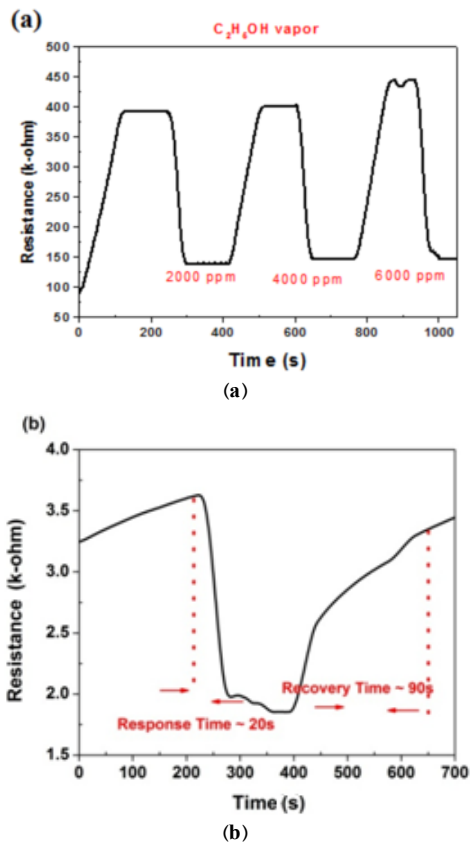 (a)
C2H6OH vapor
Resistance (k-ohm)
500
450
400
350
300
250
200
150
100
50
2000 ppm
4000 ppm
6000 ppm
0
200
400
600
800
1000
Time (s)
(a)
(b)
Resistance (k-ohm)
4.0
3.5
3.0
2.5
2.0
1.5
Recovery Time ~ 90s
Response Time ~ 20s
0
100
200
300
400
500
600
700
Time (s)
(b)